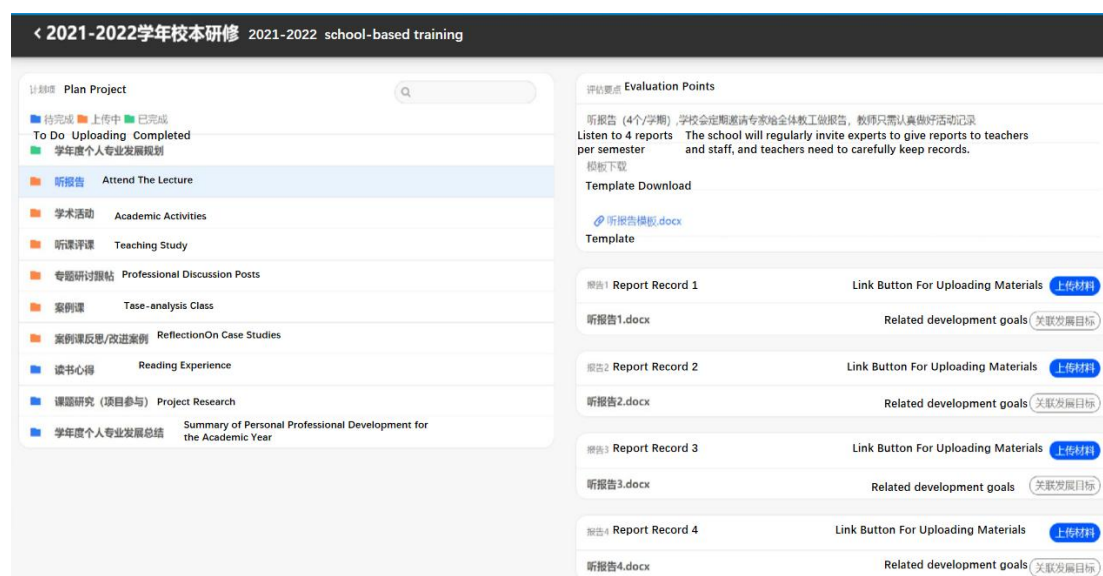 < 2021-2022学年校本研修 2021-2022 school-based training
计划项 Plan Project
待完成 上传中 已完成
To Do Uploading Completed
学年度个人专业发展规划
听报告 Attend The Lecture
学术活动 Academic Activities
听课评课 Teaching Study
专题研讨跟帖 Professional Discussion Posts
案例课 Tase-analysis Class
案例课反思/改进案例 ReflectionOn Case Studies
读书心得 Reading Experience
课题研究（项目参与） Project Research
学年度个人专业发展总结 Summary of Personal Professional Development for
the Academic Year
评估要点 Evaluation Points
听报告（4个/学期）,学校会定期邀请专家给全体教工做报告，教师只需认真做好活动记录
Listen to 4 reports The school will regularly invite experts to give reports to teachers
per semester and staff, and teachers need to carefully keep records.
模板下载
Template Download
听报告模板.docx
Template
报告1 Report Record 1 Link Button For Uploading Materials 上传材料
听报告1.docx Related development goals 关联发展目标
报告2 Report Record 2 Link Button For Uploading Materials 上传材料
听报告2.docx Related development goals 关联发展目标
报告3 Report Record 3 Link Button For Uploading Materials 上传材料
听报告3.docx Related development goals 关联发展目标
报告4 Report Record 4 Link Button For Uploading Materials 上传材料
听报告4.docx Related development goals 关联发展目标